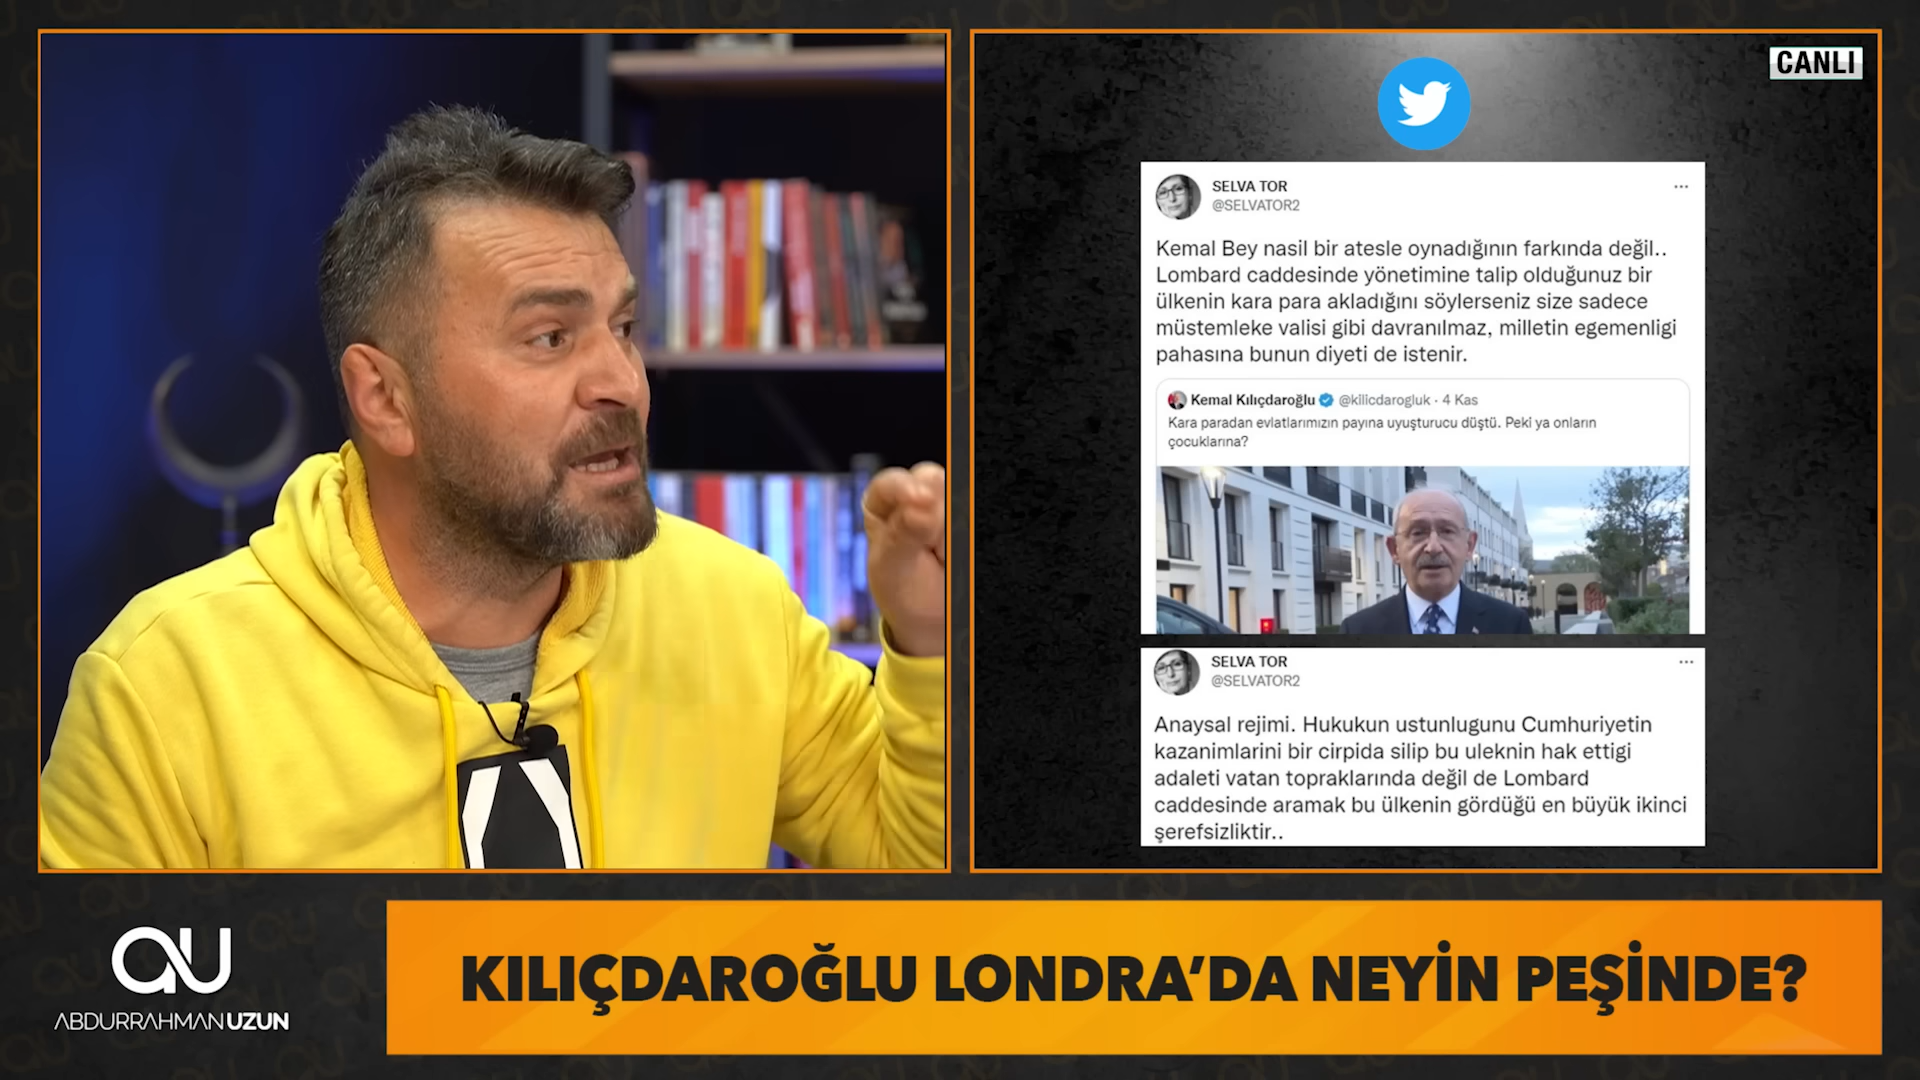 CANLI
SELVA TOR
@SELVATOR2
Kemal Bey nasil bir atesle oynadığının farkında değil..
Lombard caddesinde yönetimine talip olduğunuz bir
ülkenin kara para akladığını söylerseniz size sadece
müstemleke valisi gibi davranılmaz, milletin egemenligi
pahasına bunun diyeti de istenir.
Kemal Kılıçdaroğlu @kilicdarogluk · 4 Kas
Kara paradan evlatlarımızın payına uyuşturucu düştü. Peki ya onların
çocuklarına?
SELVA TOR
@SELVATOR2
Anaysal rejimi. Hukukun ustunlugunu Cumhuriyetin
kazanimlarini bir cirpida silip bu uleknin hak ettigi
adaleti vatan topraklarında değil de Lombard
caddesinde aramak bu ülkenin gördüğü en büyük ikinci
şerefsizliktir..
AU
ABDURRAHMAN UZUN
KILIÇDAROĞLU LONDRA'DA NEYİN PEŞİNDE?